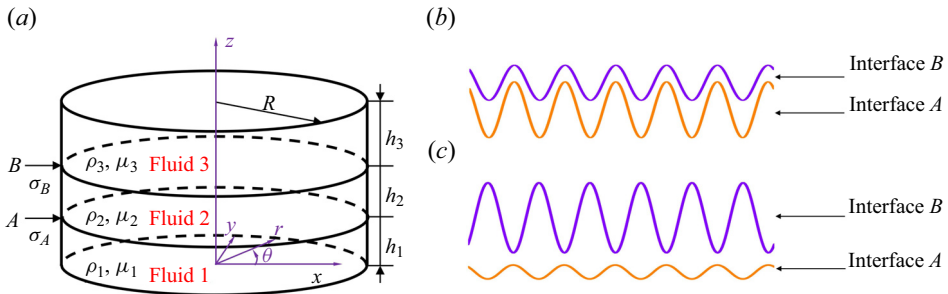 (a)
z
R
h3
B
σB
ρ3, μ3 Fluid 3
h2
A
σA
ρ2, μ2 Fluid 2
y
r
θ
h1
ρ1, μ1 Fluid 1
x
(b)
Interface B
Interface A
(c)
Interface B
Interface A